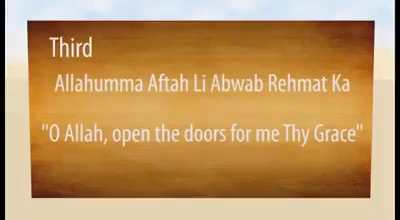 Third
Allahumma Aftah Li Abwab Rehmat Ka
"O Allah, open the doors for me Thy Grace"